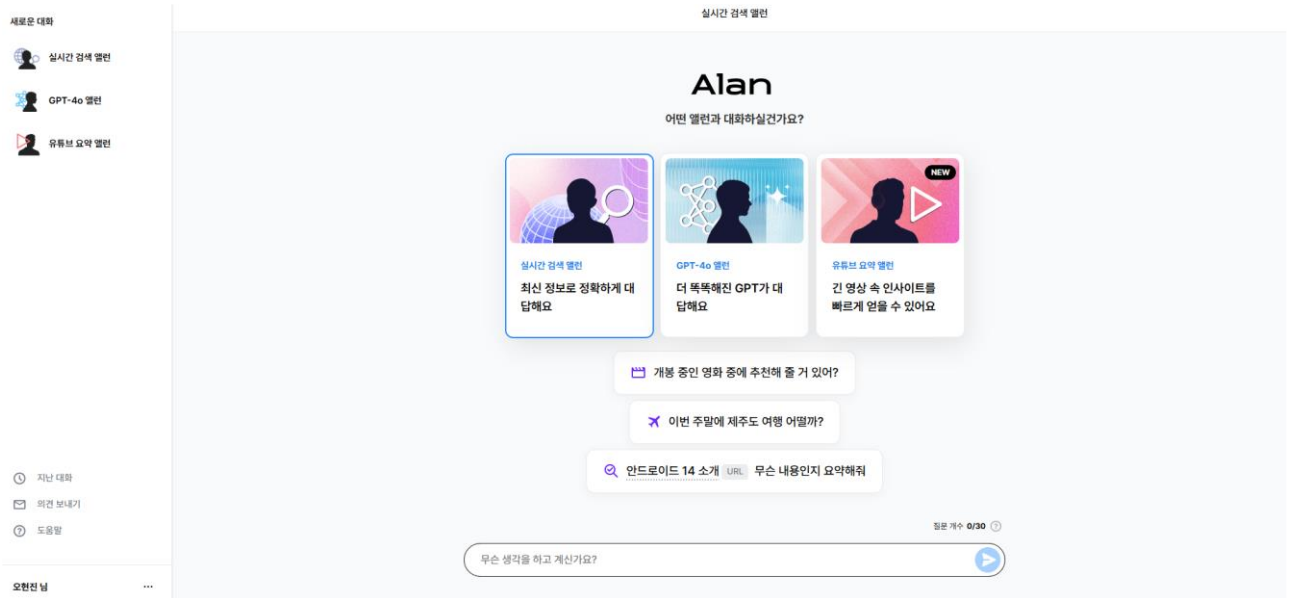 새로운 대화
실시간 검색 앨런
GPT-4o 앨런
유튜브 요약 앨런
지난 대화
의견 보내기
도움말
오현진 님
실시간 검색 앨런
Alan
어떤 앨런과 대화하실건가요?
실시간 검색 앨런
최신 정보로 정확하게 대
답해요
GPT-4o 앨런
더 똑똑해진 GPT가 대
답해요
NEW
유튜브 요약 앨런
긴 영상 속 인사이트를
빠르게 얻을 수 있어요
개봉 중인 영화 중에 추천해 줄 거 있어?
이번 주말에 제주도 여행 어떨까?
안드로이드 14 소개 URL 무슨 내용인지 요약해줘
질문 개수 0/30
무슨 생각을 하고 계신가요?